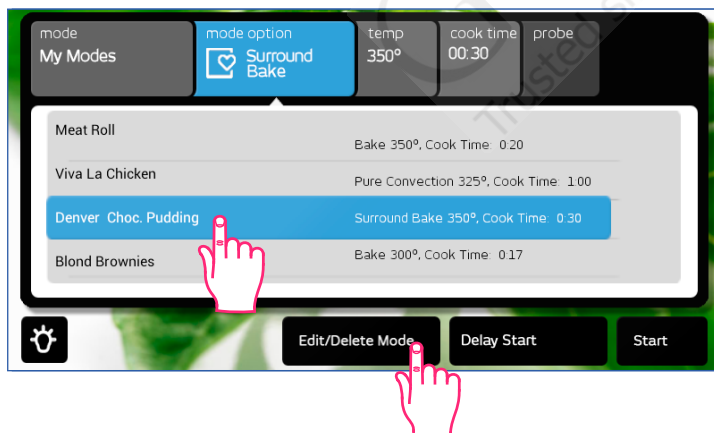 mode
My Modes
mode option
Surround
Bake
temp
350°
cook time
00:30
probe
Trusted
Meat Roll
Bake 350°, Cook Time: 0:20
Viva La Chicken
Pure Convection 325°, Cook Time 1:00
Denver Choc. Pudding
Surround Bake 350°, Cook Time: 0:30
Blond Brownies
Bake 300°, Cook Time: 0:17
Edit/Delete Mode
Delay Start
Start